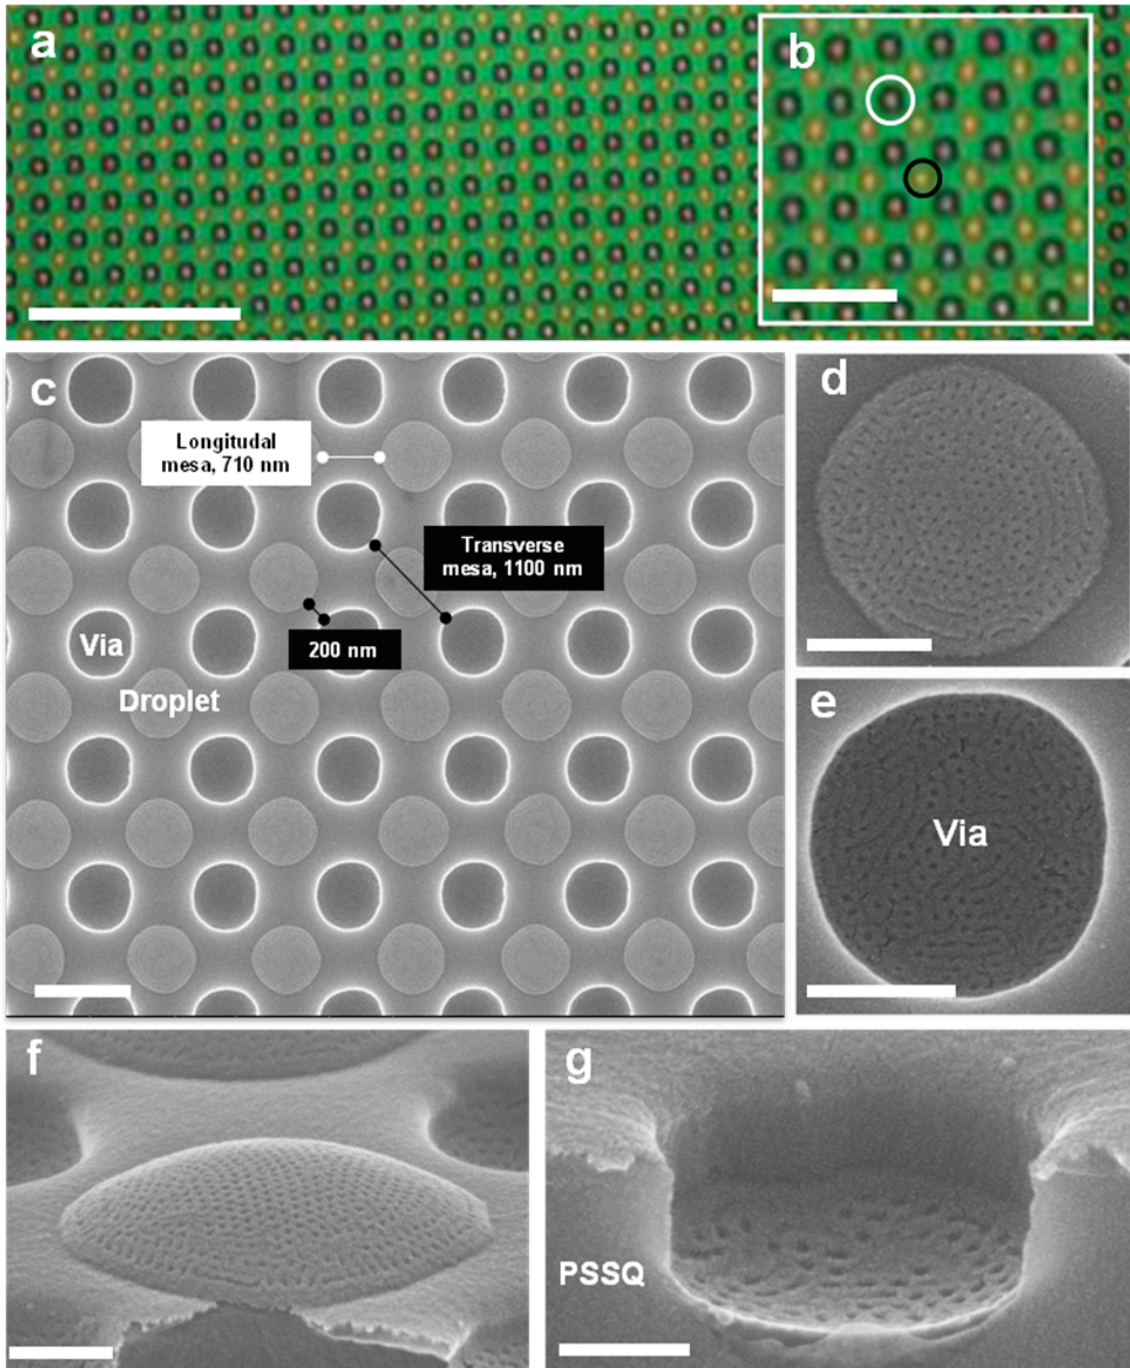 a
b
c
Longitudal
mesa, 710 nm
Transverse
mesa, 1100 nm
Via
200 nm
Droplet
d
e
Via
f
g
PSSQ